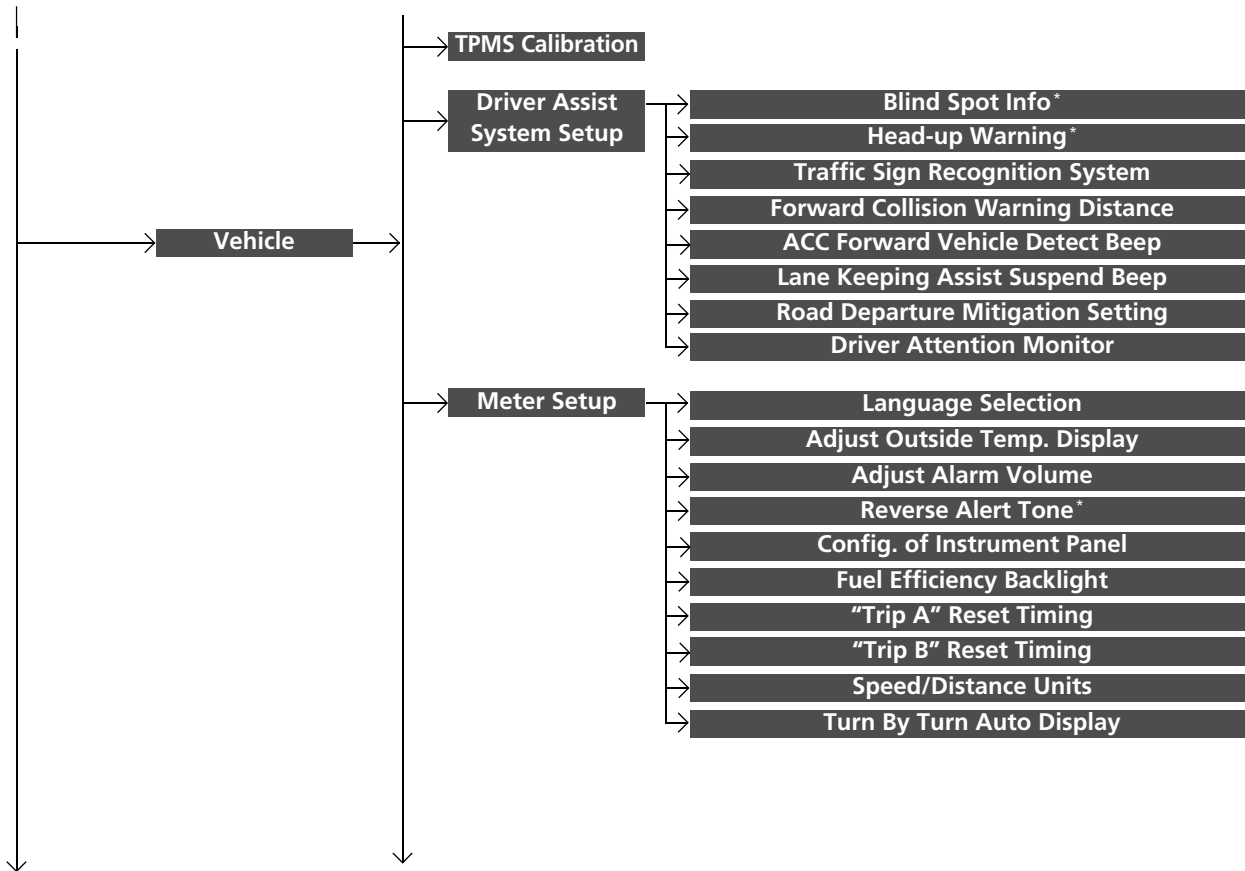 TPMS Calibration
Driver Assist
System Setup
Blind Spot Info*
Head-up Warning*
Traffic Sign Recognition System
Forward Collision Warning Distance
Vehicle
ACC Forward Vehicle Detect Beep
Lane Keeping Assist Suspend Beep
Road Departure Mitigation Setting
Driver Attention Monitor
Meter Setup
Language Selection
Adjust Outside Temp. Display
Adjust Alarm Volume
Reverse Alert Tone*
Config. of Instrument Panel
Fuel Efficiency Backlight
“Trip A” Reset Timing
“Trip B” Reset Timing
Speed/Distance Units
Turn By Turn Auto Display